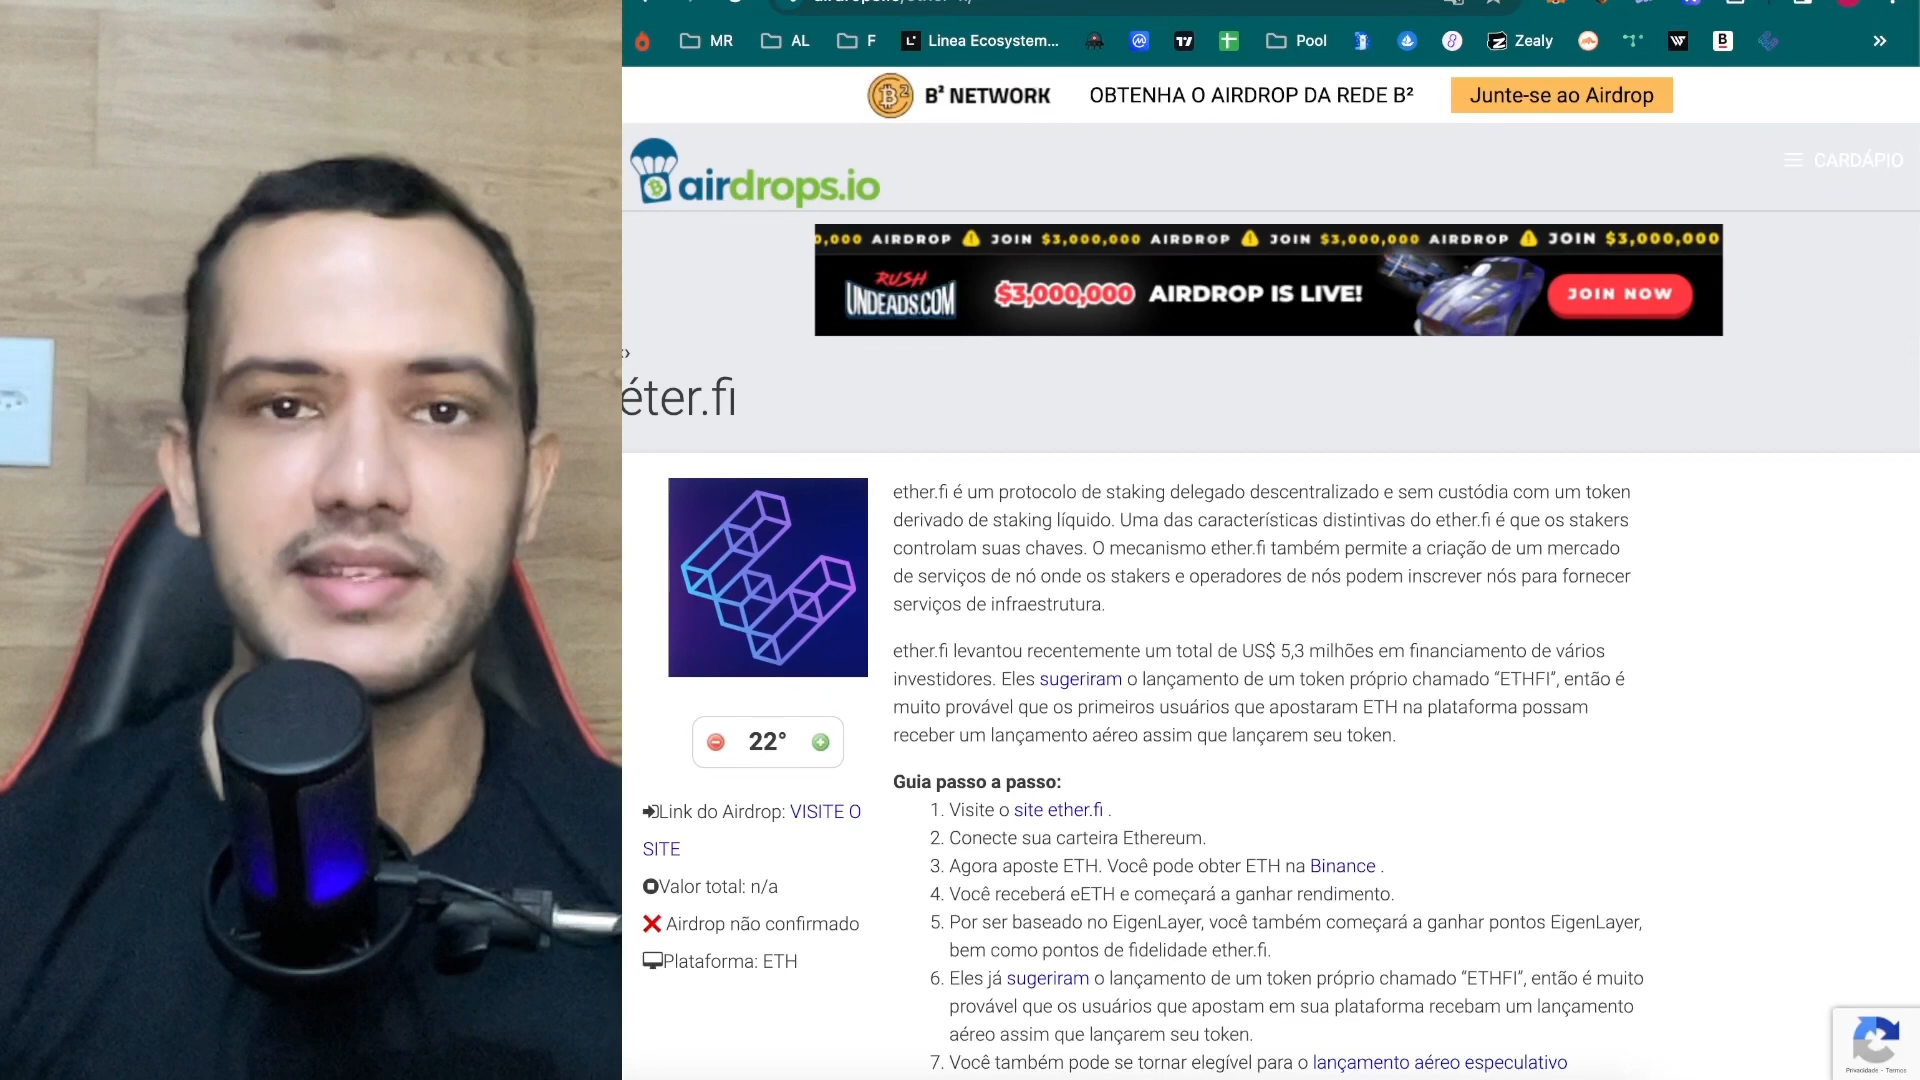 MR
AL
F
Linea Ecosystem...
Pool
Zealy
B² NETWORK
OBTENHA O AIRDROP DA REDE B²
Junte-se ao Airdrop
airdrops.io
CARDÁPIO
0,000 AIRDROP JOIN $3,000,000 AIRDROP JOIN $3,000,000 AIRDROP JOIN $3,000,000
RUSH
UNDEADS.COM
$3,000,000 AIRDROP IS LIVE!
JOIN NOW
éter.fi
ether.fi é um protocolo de staking delegado descentralizado e sem custódia com um token
derivado de staking líquido. Uma das características distintivas do ether.fi é que os stakers
controlam suas chaves. O mecanismo ether.fi também permite a criação de um mercado
de serviços de nó onde os stakers e operadores de nós podem inscrever nós para fornecer
serviços de infraestrutura.
ether.fi levantou recentemente um total de US$ 5,3 milhões em financiamento de vários
investidores. Eles sugeriram o lançamento de um token próprio chamado “ETHFI”, então é
muito provável que os primeiros usuários que apostaram ETH na plataforma possam
receber um lançamento aéreo assim que lançarem seu token.
22°
Link do Airdrop: VISITE O
SITE
Valor total: n/a
Airdrop não confirmado
Plataforma: ETH
Guia passo a passo:
1. Visite o site ether.fi .
2. Conecte sua carteira Ethereum.
3. Agora aposte ETH. Você pode obter ETH na Binance .
4. Você receberá eETH e começará a ganhar rendimento.
5. Por ser baseado no EigenLayer, você também começará a ganhar pontos EigenLayer,
bem como pontos de fidelidade ether.fi.
6. Eles já sugeriram o lançamento de um token próprio chamado “ETHFI”, então é muito
provável que os usuários que apostam em sua plataforma recebam um lançamento
aéreo assim que lançarem seu token.
7. Você também pode se tornar elegível para o lançamento aéreo especulativo
Privacidade - Termos